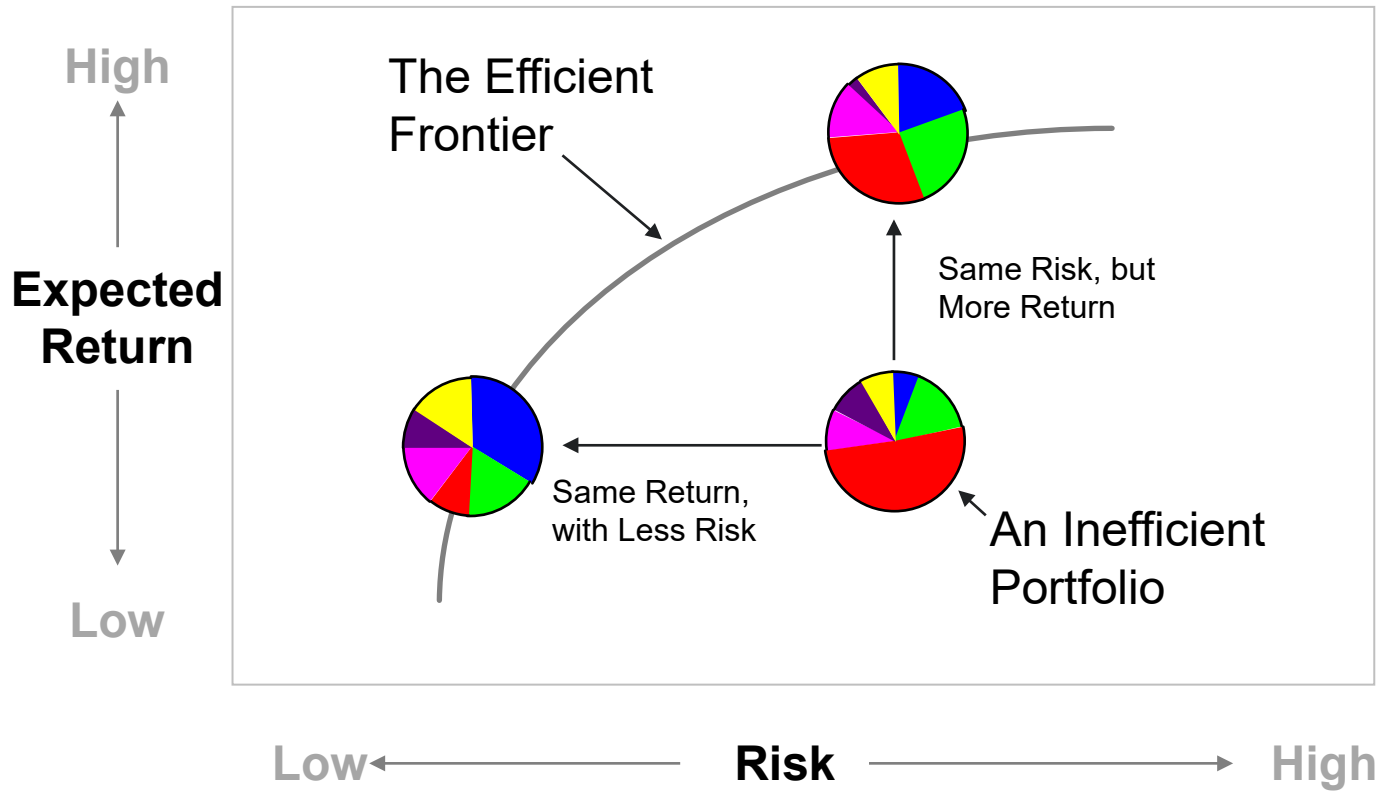 High
The Efficient
Frontier
Expected
Return
Same Risk, but
More Return
Same Return,
with Less Risk
An Inefficient
Portfolio
Low
Low
Risk
High